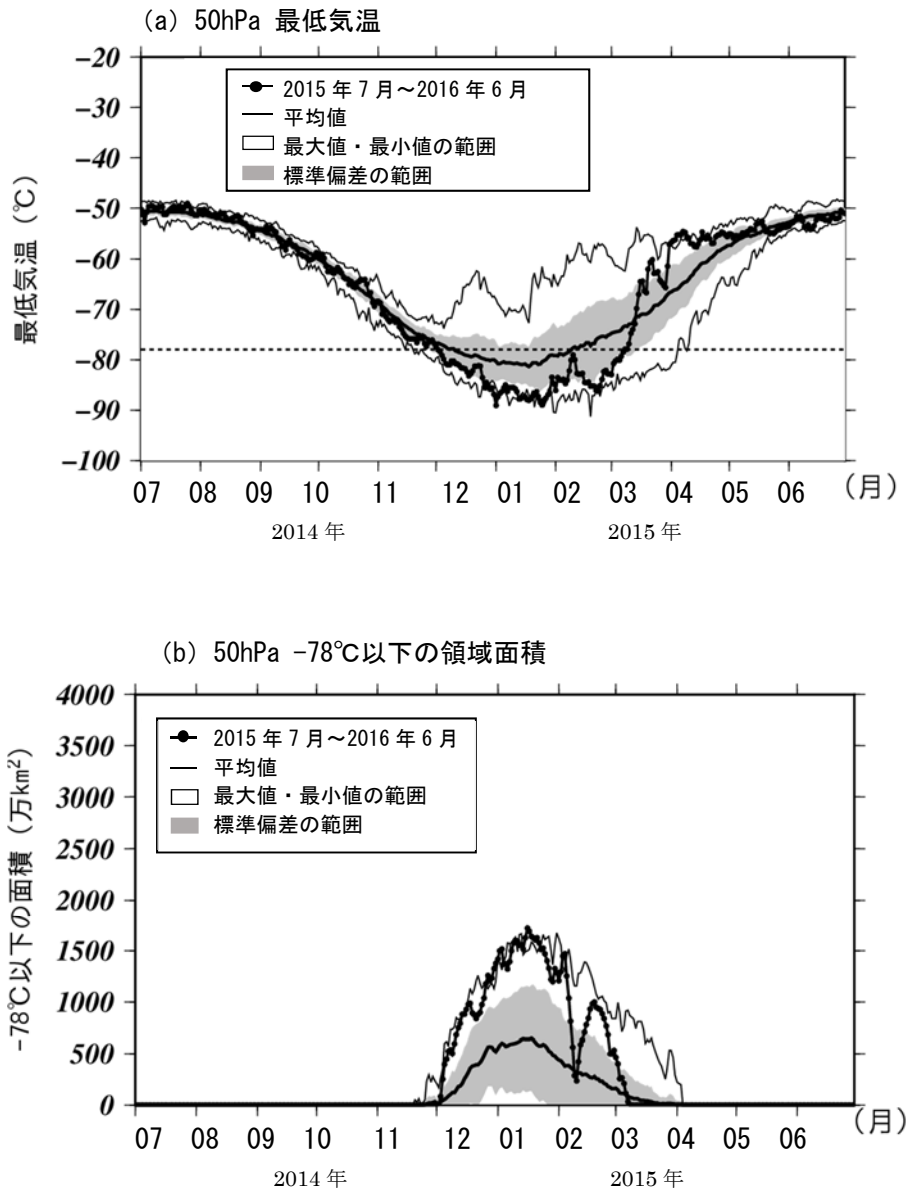 (a) 50hPa 最低気温
最低気温 (℃)
-20
-30
-40
-50
-60
-70
-80
-90
-100
2015 年 7 月～2016 年 6 月
平均値
最大値・最小値の範囲
標準偏差の範囲
07 08 09 10 11 12 01 02 03 04 05 06 (月)
2014 年 2015 年
(b) 50hPa -78℃以下の領域面積
-78℃以下の面積 (万km²)
4000
3500
3000
2500
2000
1500
1000
500
0
2015 年 7 月～2016 年 6 月
平均値
最大値・最小値の範囲
標準偏差の範囲
07 08 09 10 11 12 01 02 03 04 05 06 (月)
2014 年 2015 年